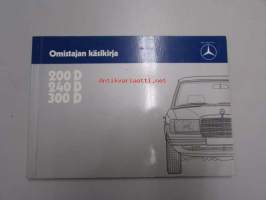 Omistajan käsikirja
200 D
240 D
300 D
Antikvariaatti.net